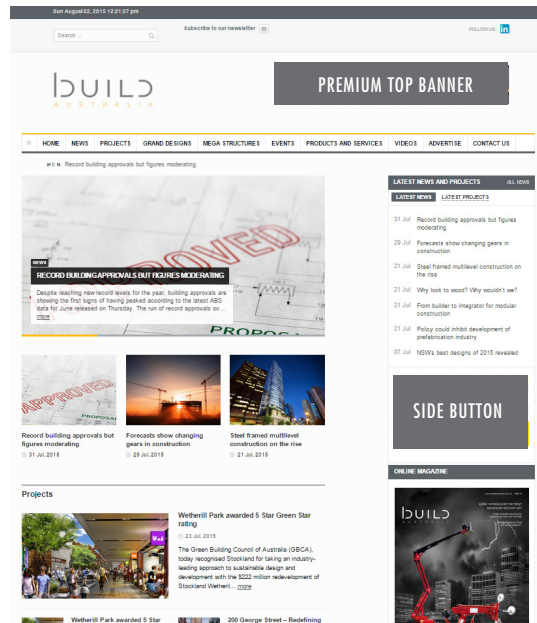 Sun August 02, 2015 12:21:27 pm
Search ...
Subscribe to our newsletter
FOLLOW US:
in
build
AUSTRALIA
PREMIUM TOP BANNER
HOME NEWS PROJECTS GRAND DESIGNS MEGA STRUCTURES EVENTS PRODUCTS AND SERVICES VIDEOS ADVERTISE CONTACT US
Record building approvals but figures moderating
APPROVED
PROPOSA
NEWS
RECORD BUILDING APPROVALS BUT FIGURES MODERATING
Despite reaching new record levels for the year, building approvals are
showing the first signs of having peaked according to the latest ABS
data for June released on Thursday. The run of record approvals ov...
more
LATEST NEWS AND PROJECTS ALL NEWS
LATEST NEWS LATEST PROJECTS
31 Jul Record building approvals but figures
moderating
29 Jul Forecasts show changing gears in
construction
21 Jul Steel framed multilevel construction on
the rise
21 Jul Why look to wood? Why wouldn't we?
21 Jul From builder to integrator for modular
construction
21 Jul Policy could inhibit development of
prefabrication industry
07 Jul NSW's best designs of 2015 revealed
APPROVED
PROPOSA
Record building approvals but
figures moderating
31 Jul, 2015
Forecasts show changing
gears in construction
29 Jul, 2015
Steel framed multilevel
construction on the rise
21 Jul, 2015
SIDE BUTTON
ONLINE MAGAZINE
build
Projects
Wetherill Park awarded 5 Star Green Star
rating
23 Jul, 2015
The Green Building Council of Australia (GBCA),
today recognised Stockland for taking an industry-
leading approach to sustainable design and
development with the $222 million redevelopment of
Stockland Wetheril... more
Wetherill Park awarded 5 Star
200 George Street – Redefining